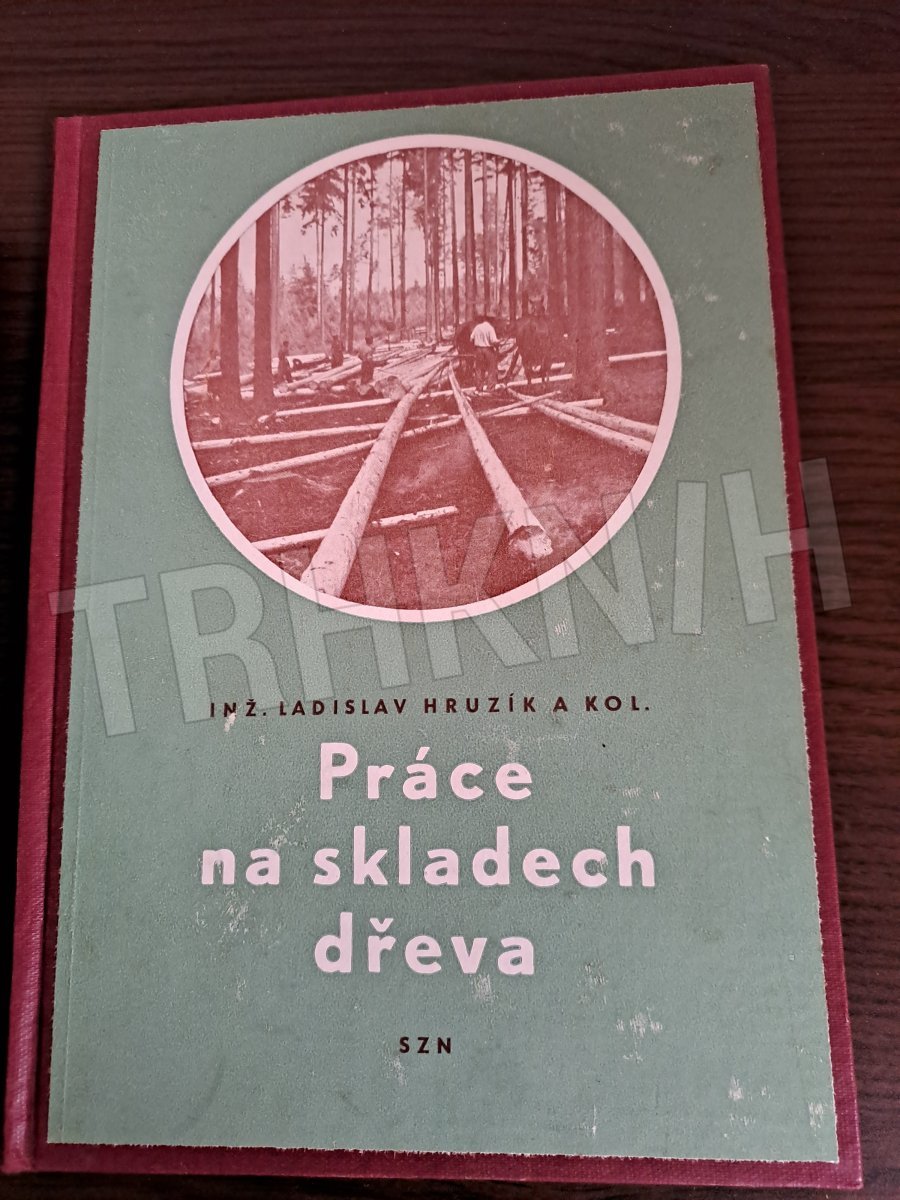 TRHKNIH
INŽ. LADISLAV HRUZÍK A KOL.
Práce
na skladech
dřeva
SZN